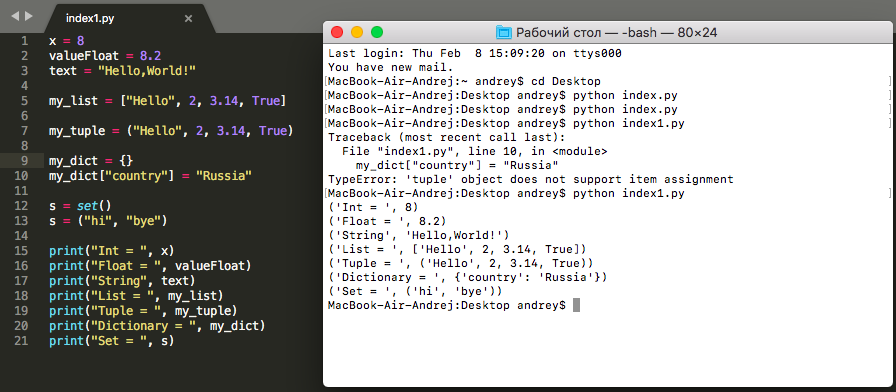 index1.py
1 x = 8
2 valueFloat = 8.2
3 text = "Hello,World!"
4
5 my_list = ["Hello", 2, 3.14, True]
6
7 my_tuple = ("Hello", 2, 3.14, True)
8
9 my_dict = {}
10 my_dict["country"] = "Russia"
11
12 s = set()
13 s = ("hi", "bye")
14
15 print("Int = ", x)
16 print("Float = ", valueFloat)
17 print("String", text)
18 print("List = ", my_list)
19 print("Tuple = ", my_tuple)
20 print("Dictionary = ", my_dict)
21 print("Set = ", s)
Рабочий стол — -bash — 80×24
Last login: Thu Feb  8 15:09:20 on ttys000
You have new mail.
[MacBook-Air-Andrej:~ andrey$ cd Desktop ]
[MacBook-Air-Andrej:Desktop andrey$ python index.py ]
[MacBook-Air-Andrej:Desktop andrey$ python index.py ]
[MacBook-Air-Andrej:Desktop andrey$ python index1.py ]
Traceback (most recent call last):
  File "index1.py", line 10, in <module>
    my_dict["country"] = "Russia"
TypeError: 'tuple' object does not support item assignment
[MacBook-Air-Andrej:Desktop andrey$ python index1.py ]
('Int = ', 8)
('Float = ', 8.2)
('String', 'Hello,World!')
('List = ', ['Hello', 2, 3.14, True])
('Tuple = ', ('Hello', 2, 3.14, True))
('Dictionary = ', {'country': 'Russia'})
('Set = ', ('hi', 'bye'))
MacBook-Air-Andrej:Desktop andrey$